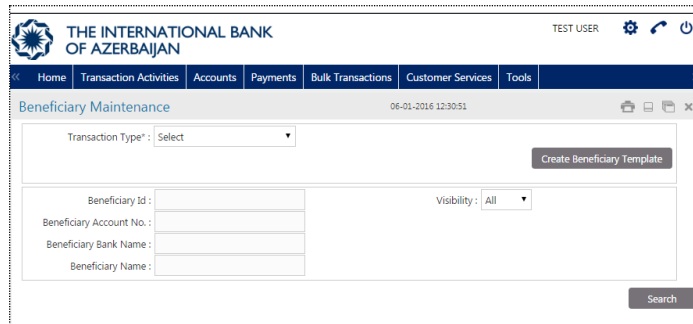 THE INTERNATIONAL BANK
OF AZERBAIJAN
TEST USER
« Home Transaction Activities Accounts Payments Bulk Transactions Customer Services Tools
Beneficiary Maintenance 06-01-2016 12:30:51
Transaction Type* : Select
Create Beneficiary Template
Beneficiary Id : Visibility : All
Beneficiary Account No. :
Beneficiary Bank Name :
Beneficiary Name :
Search